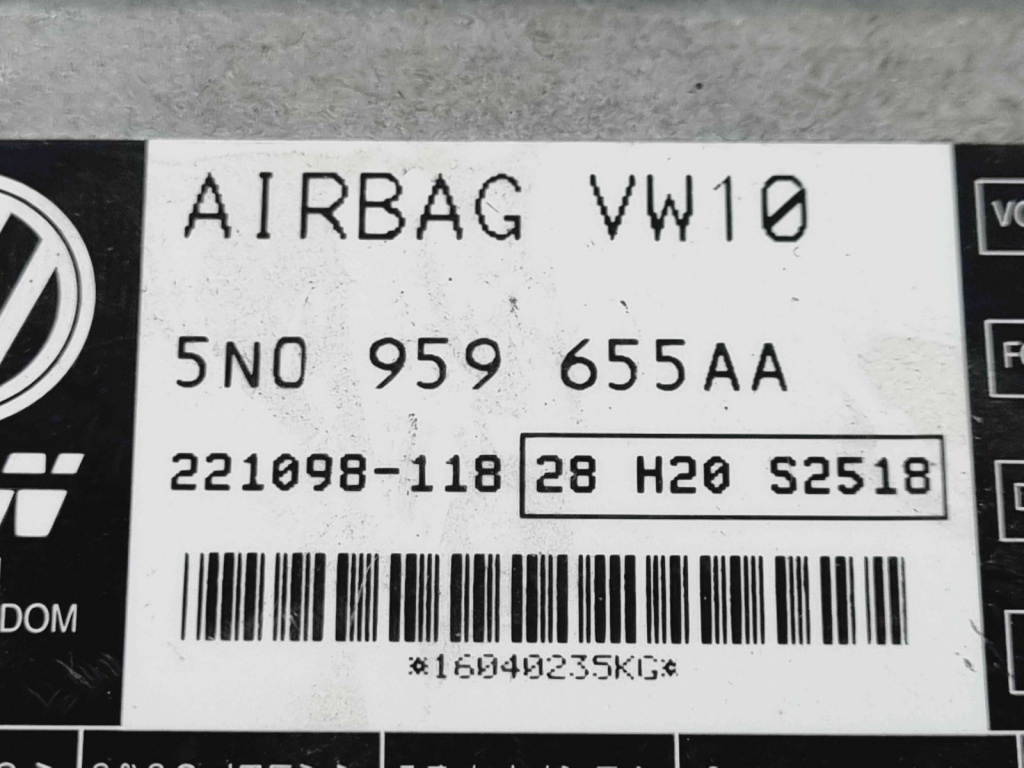 AIRBAG VW10
5N0 959 655AA
221098-118 28 H20 S2518
DOM
*16040235KG*